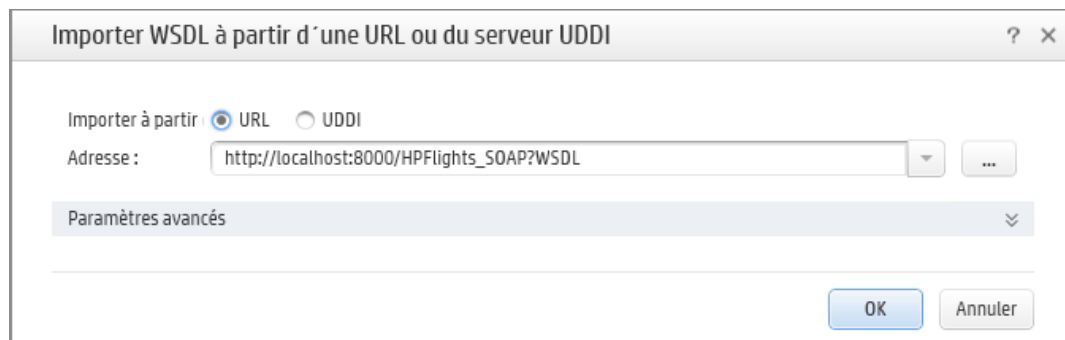 Importer WSDL à partir d´une URL ou du serveur UDDI ? ×
Importer à partir URL UDDI
Adresse : http://localhost:8000/HPFlights_SOAP?WSDL ...
Paramètres avancés
OK Annuler